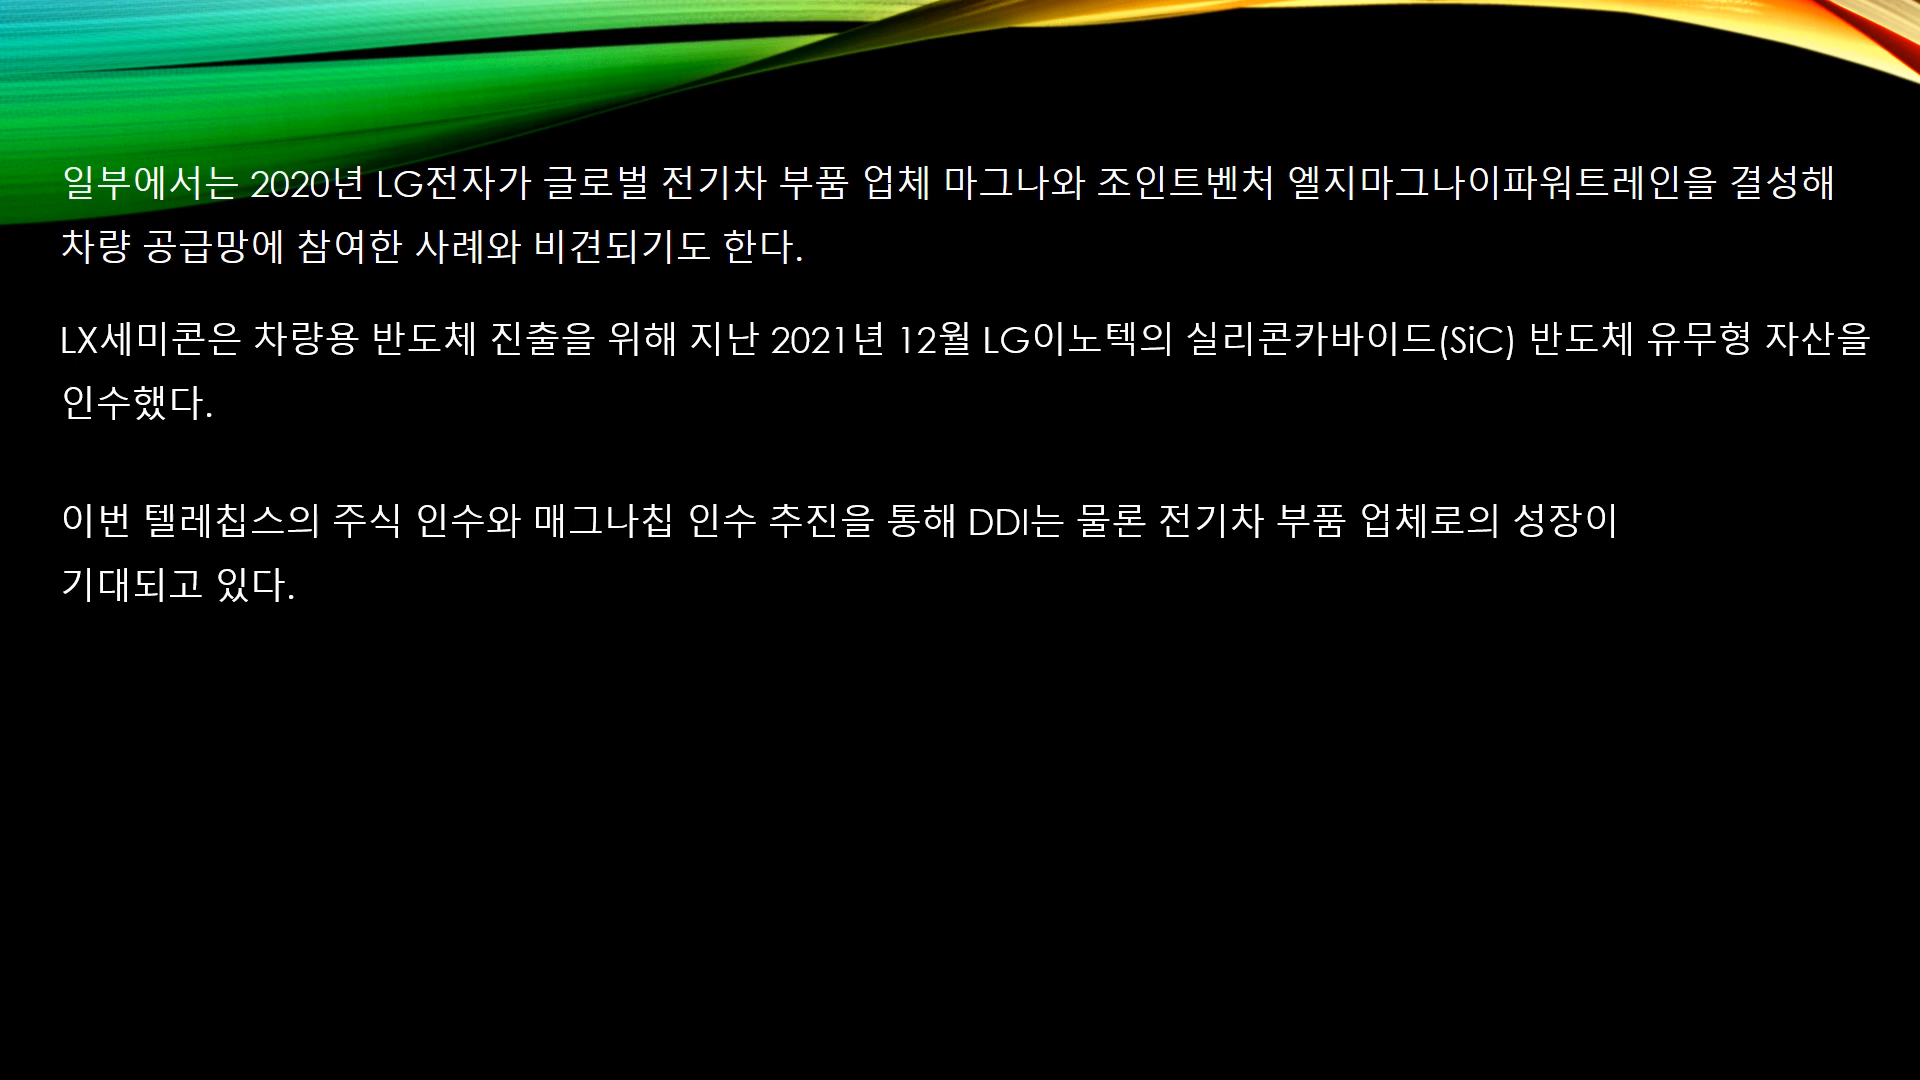 일부에서는 2020년 LG전자가 글로벌 전기차 부품 업체 마그나와 조인트벤처 엘지마그나이파워트레인을 결성해
차량 공급망에 참여한 사례와 비견되기도 한다.
LX세미콘은 차량용 반도체 진출을 위해 지난 2021년 12월 LG이노텍의 실리콘카바이드(SiC) 반도체 유무형 자산을
인수했다.
이번 텔레칩스의 주식 인수와 매그나칩 인수 추진을 통해 DDI는 물론 전기차 부품 업체로의 성장이
기대되고 있다.